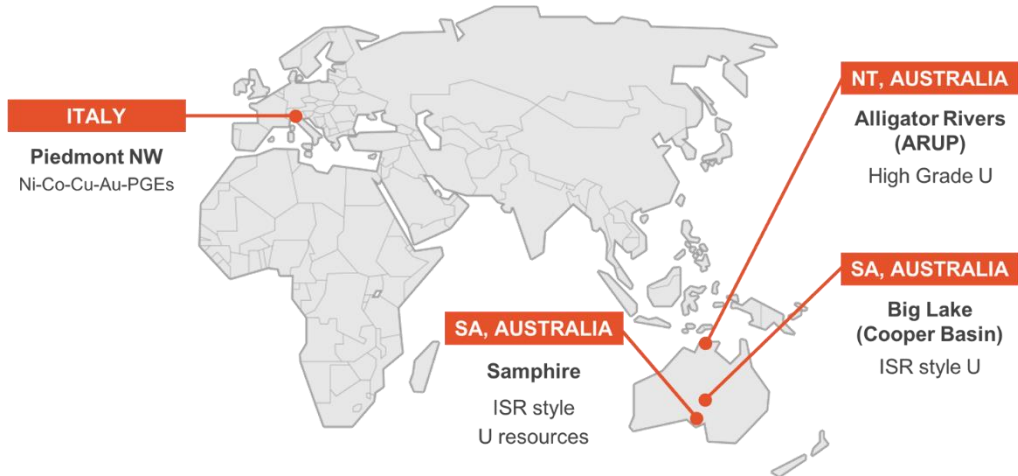 ITALY
Piedmont NW
Ni-Co-Cu-Au-PGEs
NT, AUSTRALIA
Alligator Rivers
(ARUP)
High Grade U
SA, AUSTRALIA
Big Lake
(Cooper Basin)
ISR style U
SA, AUSTRALIA
Samphire
ISR style
U resources